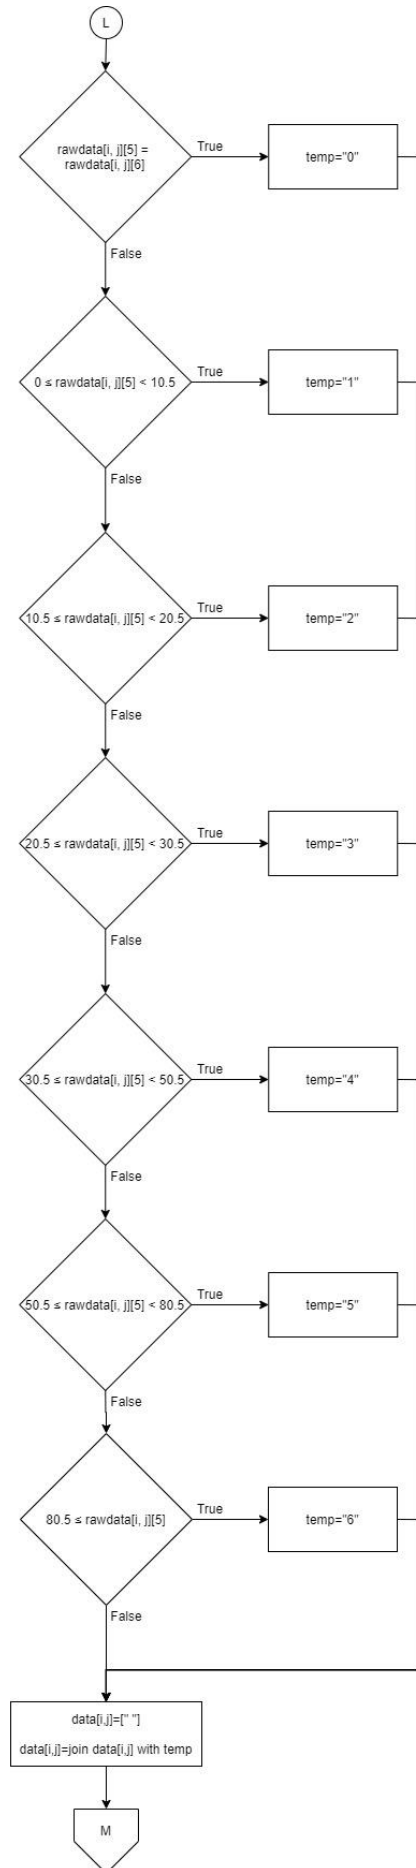 L
rawdata[i, j][5] =
rawdata[i, j][6]
True
temp="0"
False
0 ≤ rawdata[i, j][5] < 10.5
True
temp="1"
False
10.5 ≤ rawdata[i, j][5] < 20.5
True
temp="2"
False
20.5 ≤ rawdata[i, j][5] < 30.5
True
temp="3"
False
30.5 ≤ rawdata[i, j][5] < 50.5
True
temp="4"
False
50.5 ≤ rawdata[i, j][5] < 80.5
True
temp="5"
False
80.5 ≤ rawdata[i, j][5]
True
temp="6"
False
data[i,j]=[" "]
data[i,j]=join data[i,j] with temp
M